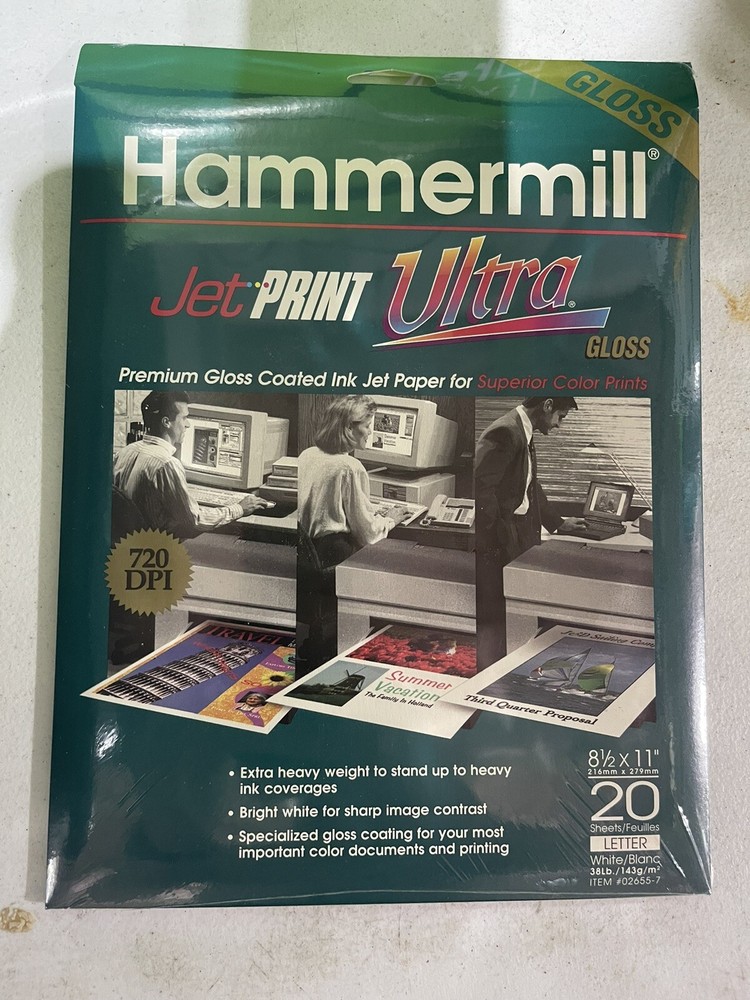 GLOSS
Hammermill®
Jet PRINT Ultra®
GLOSS
Premium Gloss Coated Ink Jet Paper for Superior Color Prints
720
DPI
TRAVEL
Summer
Vacation
The Family In Holland
Third Quarter Proposal
• Extra heavy weight to stand up to heavy
ink coverages
• Bright white for sharp image contrast
• Specialized gloss coating for your most
important color documents and printing
8½ x 11"
216mm x 279mm
20
Sheets/Feuilles
LETTER
White/Blanc
38Lb./143g/m²
ITEM #02655-7